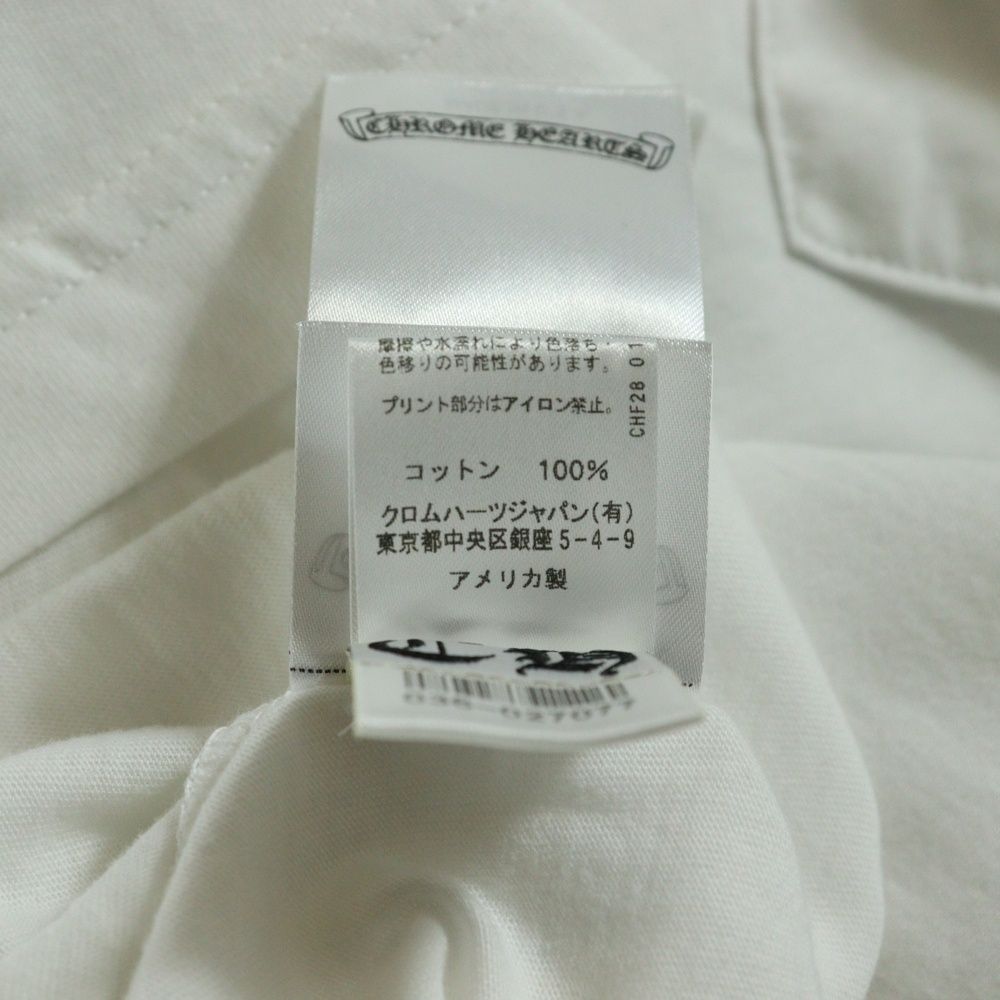 CHROME HEARTS
摩擦や水濡れにより色落ち・
色移りの可能性があります。
プリント部分はアイロン禁止。
CHF28 01
コットン 100%
クロムハーツジャパン(有)
東京都中央区銀座5-4-9
アメリカ製
036-027077